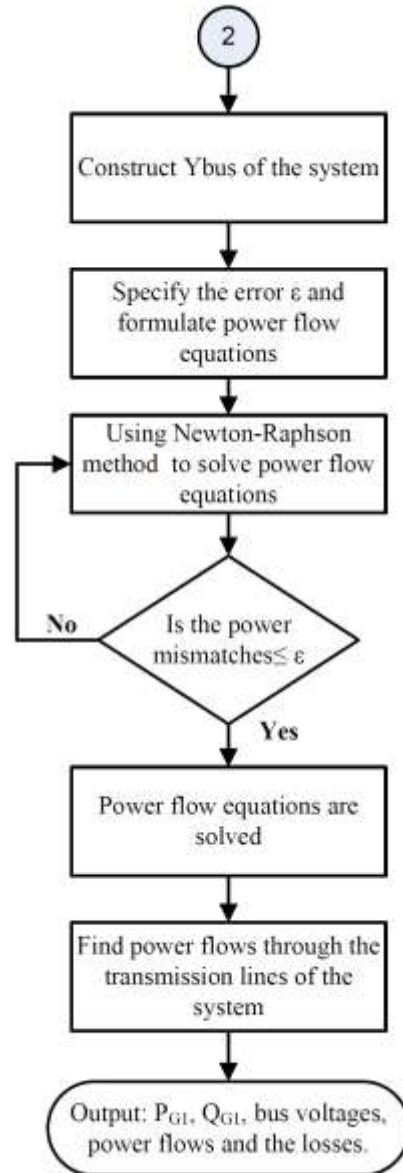 2
Construct Ybus of the system
Specify the error ε and
formulate power flow
equations
Using Newton-Raphson
method to solve power flow
equations
Is the power
mismatches≤ ε
No
Yes
Power flow equations are
solved
Find power flows through the
transmission lines of the
system
Output: P_G1, Q_G1, bus voltages,
power flows and the losses.